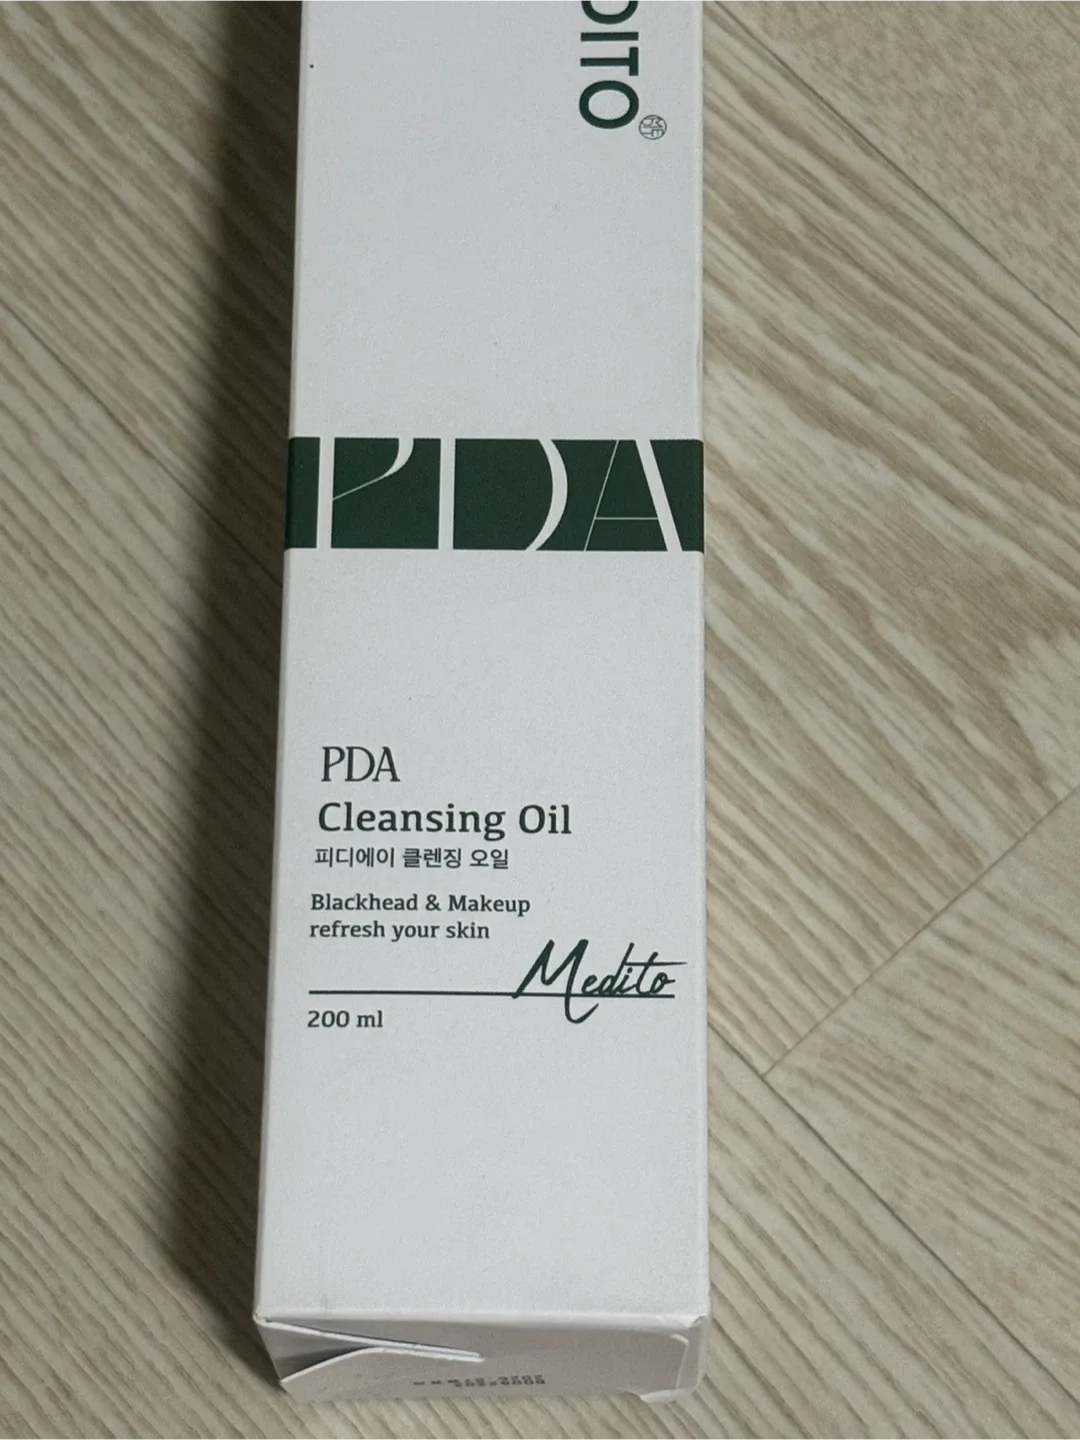 DITO
PDA
PDA
Cleansing Oil
피디에이 클렌징 오일
Blackhead & Makeup
refresh your skin
Medito
200 ml